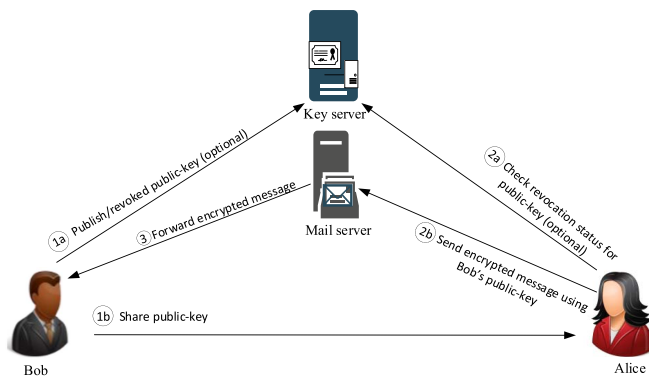 Key server
Mail server
1a Publish/revoked public-key (optional)
3 Forward encrypted message
2a Check revocation status for
public-key (optional)
2b Send encrypted message using
Bob's public-key
1b Share public-key
Bob
Alice